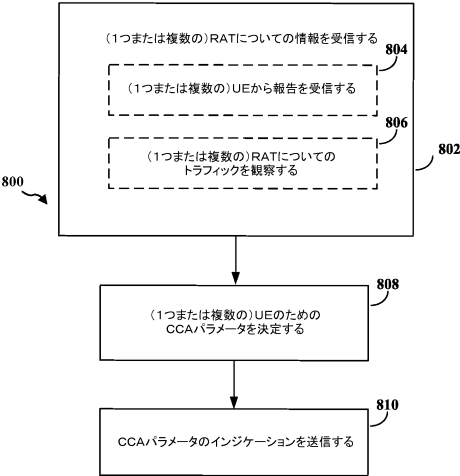 (1つまたは複数の)RATについての情報を受信する
804
(1つまたは複数の)UEから報告を受信する
806
(1つまたは複数の)RATについての
トラフィックを観察する
802
800
808
(1つまたは複数の)UEのための
CCAパラメータを決定する
810
CCAパラメータのインジケーションを送信する